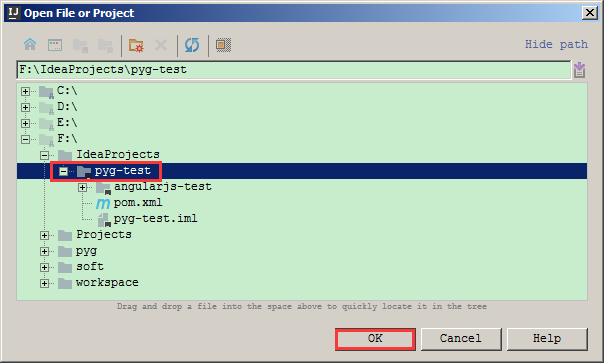 IJ Open File or Project
Hide path
F:\IdeaProjects\pyg-test
C:\
D:\
E:\
F:\
IdeaProjects
pyg-test
angularjs-test
m pom.xml
pyg-test.iml
Projects
pyg
soft
workspace
Drag and drop a file into the space above to quickly locate it in the tree
OK Cancel Help